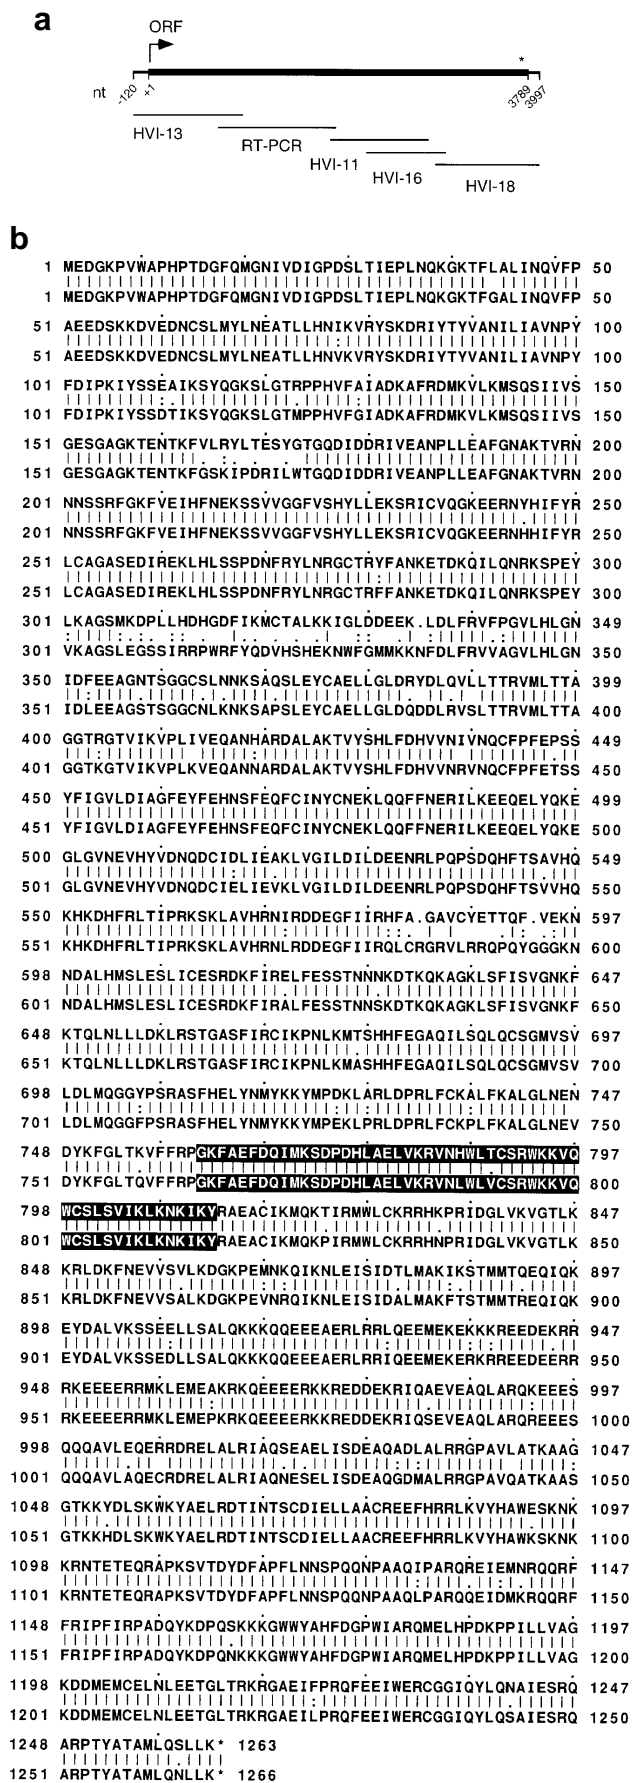 a
ORF
*
nt
-120
+1
3789
3997
HVI-13
RT-PCR
HVI-11
HVI-16
HVI-18
b
1 MEDGKPVWAPHPTDGFQMGNIVDIGPDSLTIEPLNQKGKTFLALINQVFP 50
1 MEDGKPVWAPHPTDGFQMGNIVDIGPDSLTIEPLNQKGKTFGALINQVFP 50
51 AEEDSKKDVEDNCSLMYLNEATLLHNIKVRYSKDRIYTYVANILIAVNPY 100
51 AEEDSKKDVEDNCSLMYLNEATLLHNVKVRYSKDRIYTYVANILIAVNPY 100
101 FDIPKIYSSEAIKSYQGKSLGTRPPHVFAIADKAFRDMKVLKMSQSIIVS 150
101 FDIPKIYSSDTIKSYQGKSLGTMPPHVFGIADKAFRDMKVLKMSQSIIVS 150
151 GESGAGKTENTKFVLRYLTESYGTGQDIDDRIVEANPLLEAFGNAKTVRN 200
151 GESGAGKTENTKFGSKIPDRILWTGQDIDDRIVEANPLLEAFGNAKTVRN 200
201 NNSSRFGKFVEIHFNEKSSVVGGFVSHYLLEKSRICVQGKEERNYHIFYR 250
201 NNSSRFGKFVEIHFNEKSSVVGGFVSHYLLEKSRICVQGKEERNHHIFYR 250
251 LCAGASEDIREKLHLSSPDNFRYLNRGCTRYFANKETDKQILQNRKSPEY 300
251 LCAGASEDIREKLHLSSPDNFRYLNRGCTRFFANKETDKQILQNRKSPEY 300
301 LKAGSMKDPLLHDHGDFIKMCTALKKIGLDDEEK.LDLFRVFPGVLHLGN 349
301 VKAGSLEGSSIRRPWRFYQDVHSHEKNWFGMMKKNFDLFRVVAGVLHLGN 350
350 IDFEEAGNTSGGCSLNNKSAQSLEYCAELLGLDRYDLQVLLTTRVMLTTA 399
351 IDLEEAGSTSGGCNLKNKSAPSLEYCAELLGLDQDDLRVSLTTRVMLTTA 400
400 GGTRGTVIKVPLIVEQANHARDALAKTVYSHLFDHVVNIVNQCFPFEPSS 449
401 GGTKGTVIKVPLKVEQANNARDALAKTVYSHLFDHVVNRVNQCFPFETSS 450
450 YFIGVLDIAGFEYFEHNSFEQFCINYCNEKLQQFFNERILKEEQELYQKE 499
451 YFIGVLDIAGFEYFEHNSFEQFCINYCNEKLQQFFNERILKEEQELYQKE 500
500 GLGVNEVHYVDNQDCIDLIEAKLVGILDILDEENRLPQPSDQHFTSAVHQ 549
501 GLGVNEVHYVDNQDCIELIEVKLVGILDILDEENRLPQPSDQHFTSVVHQ 550
550 KHKDHFRLTIPRKSKLAVHRNIRDDEGFIIRHFA.GAVCYETTQF.VEKN 597
551 KHKDHFRLTIPRKSKLAVHRNLRDDEGFIIRQLCRGRVLRRQPQYGGGKN 600
598 NDALHMSLESLICESRDKFIRELFESSTNNNKDTKQKAGKLSFISVGNKF 647
601 NDALHMSLESLICESRDKFIRALFESSTNNSKDTKQKAGKLSFISVGNKF 650
648 KTQLNLLLDKLRSTGASFIRCIKPNLKMTSHHFEGAQILSQLQCSGMVSV 697
651 KTQLNLLLDKLRSTGASFIRCIKPNLKMASHHFEGAQILSQLQCSGMVSV 700
698 LDLMQGGYPSRASFHELYNMYKKYMPDKLARLDPRLFCKALFKALGLNEN 747
701 LDLMQGGFPSRASFHELYNMYKKYMPEKLPRLDPRLFCKPLFKALGLNEV 750
748 DYKFGLTKVFFRPGKFAEFDQIMKSDPDHLAELVKRVNHWLTCSRWKKVQ 797
751 DYKFGLTQVFFRPGKFAEFDQIMKSDPDHLAELVKRVNLWLVCSRWKKVQ 800
798 WCSLSVIKLKNKIKYRAEACIKMQKTIRMWLCKRRHKPRIDGLVKVGTLK 847
801 WCSLSVIKLKNKIKYRAEACIKMQKPIRMWLCKRRHNPRIDGLVKVGTLK 850
848 KRLDKFNEVVSVLKDGKPEMNKQIKNLEISIDTLMAKIKSTMMTQEQIQK 897
851 KRLDKFNEVVSALKDGKPEVNRQIKNLEISIDALMAKFTSTMMTREQIQK 900
898 EYDALVKSSEELLSALQKKKQQEEEAERLRRLQEEMEKEKKKREEDEKRR 947
901 EYDALVKSSEDLLSALQKKKQQEEEAERLRRIQEEMEKERKRREEDEERR 950
948 RKEEEERRMKLEMEAKRKQEEEERKKREDDEKRIQAEVEAQLARQKEEES 997
951 RKEEEERRMKLEMEPKRKQEEEERKKREDDEKRIQSEVEAQLARQREEES 1000
998 QQQAVLEQERRDRELALRIAQSEAELISDEAQADLALRRGPAVLATKAAG 1047
1001 QQQAVLAQECRDRELALRIAQNESELISDEAQGDMALRRGPAVQATKAAS 1050
1048 GTKKYDLSKWKYAELRDTINTSCDIELLAACREEFHRRLKVYHAWESKNK 1097
1051 GTKKHDLSKWKYAELRDTINTSCDIELLAACREEFHRRLKVYHAWKSKNK 1100
1098 KRNTETEQRAPKSVTDYDFAPFLNNSPQQNPAAQIPARQREIEMNRQQRF 1147
1101 KRNTETEQRAPKSVTDYDFAPFLNNSPQQNPAAQLPARQQEIDMKRQQRF 1150
1148 FRIPFIRPADQYKDPQSKKKGWWYAHFDGPWIARQMELHPDKPPILLVAG 1197
1151 FRIPFIRPADQYKDPQNKKKGWWYAHFDGPWIARQMELHPDKPPILLVAG 1200
1198 KDDMEMCELNLEETGLTRKRGAEIFPRQFEEIWERCGGIQYLQNAIESRQ 1247
1201 KDDMEMCELNLEETGLTRKRGAEILPRQFEEIWERCGGIQYLQSAIESRQ 1250
1248 ARPTYATAMLQSLLK* 1263
1251 ARPTYATAMLQNLLK* 1266